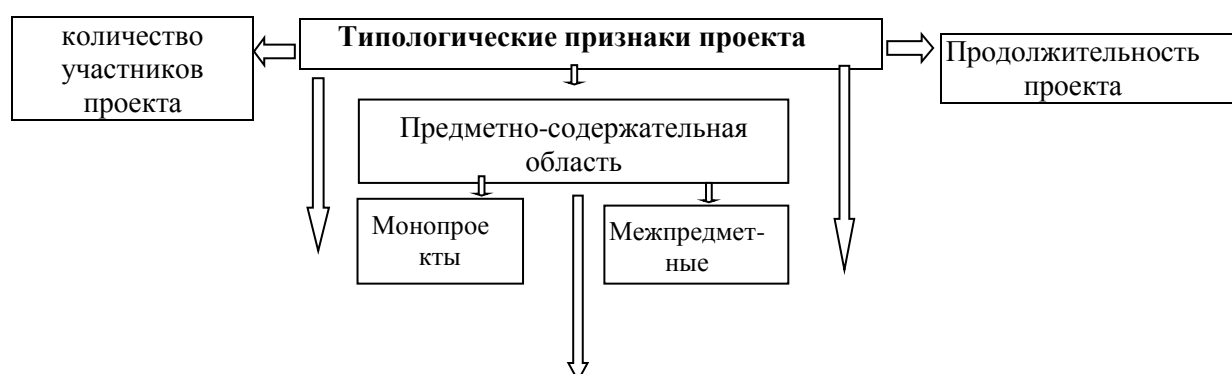 Типологические признаки проекта
количество
участников
проекта
Продолжительность
проекта
Предметно-содержательная
область
Монопрое
кты
Межпредмет-
ные